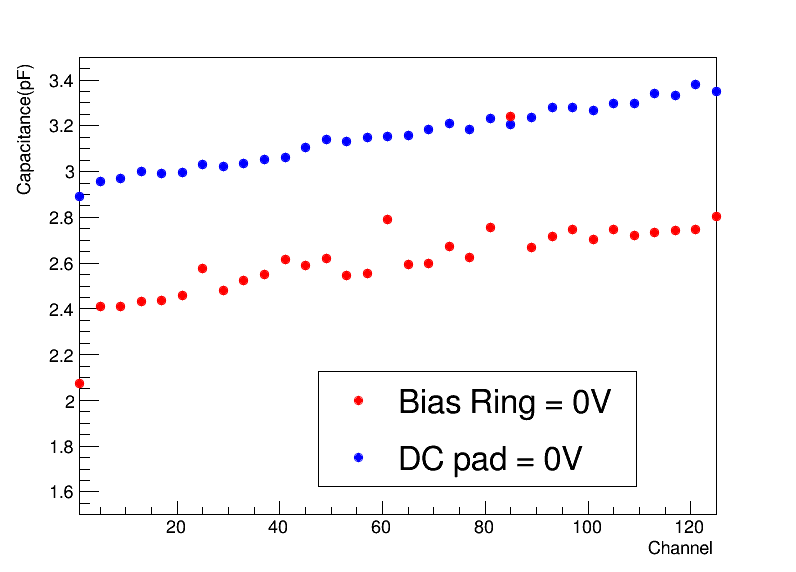 Capacitance(pF)
3.4
3.2
3
2.8
2.6
2.4
2.2
2
1.8
1.6
Bias Ring = 0V
DC pad = 0V
20 40 60 80 100 120
Channel